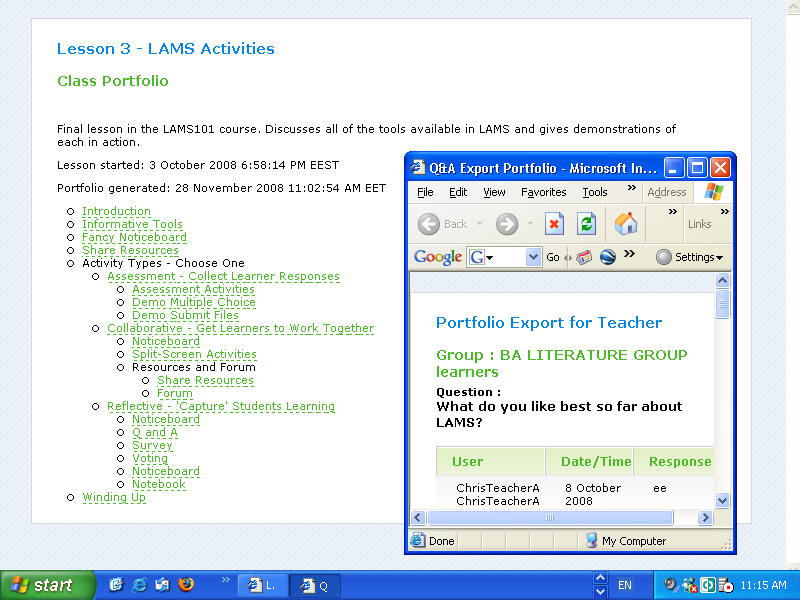 Lesson 3 - LAMS Activities
Class Portfolio
Final lesson in the LAMS101 course. Discusses all of the tools available in LAMS and gives demonstrations of
each in action.
Lesson started: 3 October 2008 6:58:14 PM EEST
Portfolio generated: 28 November 2008 11:02:54 AM EET
Introduction
Informative Tools
Fancy Noticeboard
Share Resources
Activity Types - Choose One
Assessment - Collect Learner Responses
Assessment Activities
Demo Multiple Choice
Demo Submit Files
Collaborative - Get Learners to Work Together
Noticeboard
Split-Screen Activities
Resources and Forum
Share Resources
Forum
Reflective - 'Capture' Students Learning
Noticeboard
Q and A
Survey
Voting
Noticeboard
Notebook
Winding Up
Q&A Export Portfolio - Microsoft In...
File Edit View Favorites Tools » Address
Back » Links »
Google G Go » Settings
Portfolio Export for Teacher
Group : BA LITERATURE GROUP
learners
Question :
What do you like best so far about
LAMS?
User Date/Time Response
ChrisTeacherA 8 October ee
ChrisTeacherA 2008
Done My Computer
start » L. Q EN 11:15 AM